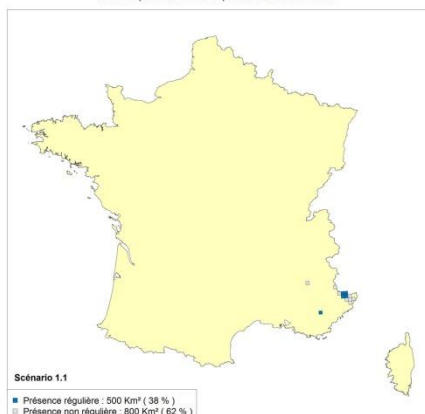 Scénario 1.1
Présence régulière : 500 Km² ( 38 % )
Présence non régulière : 800 Km² ( 62 % )